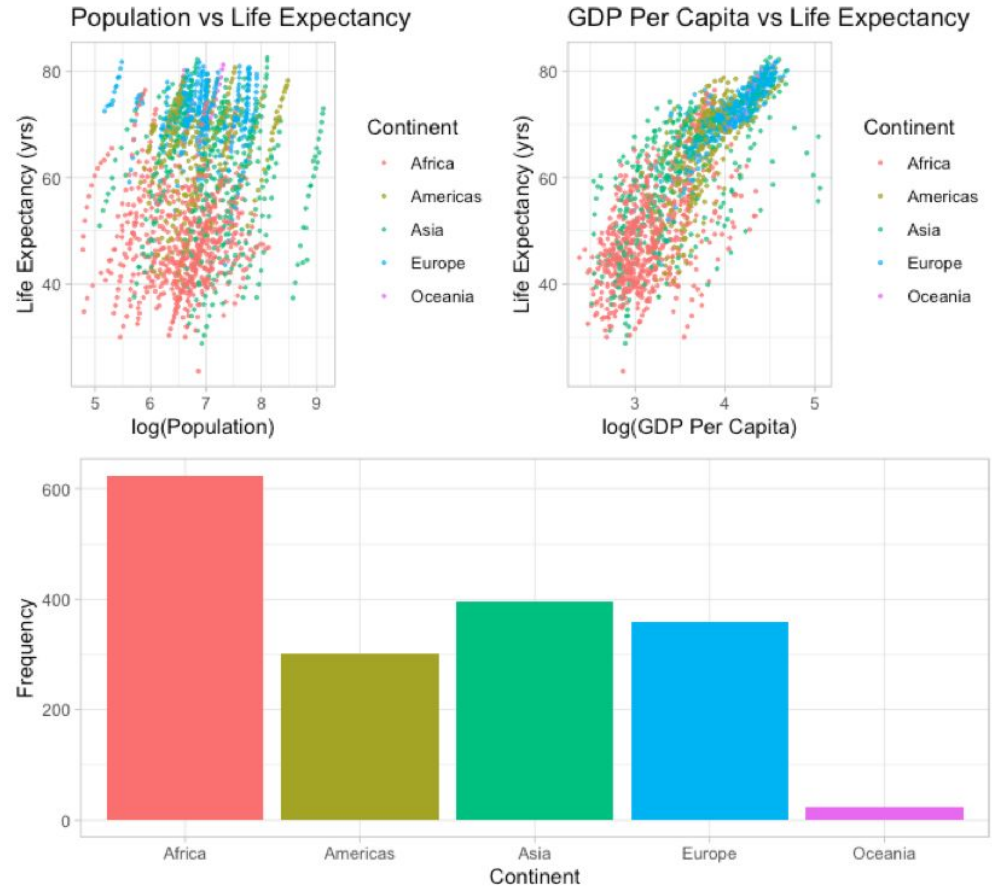 Population vs Life Expectancy
Life Expectancy (yrs)
80
60
40
5 6 7 8 9
log(Population)
Continent
Africa
Americas
Asia
Europe
Oceania
GDP Per Capita vs Life Expectancy
Life Expectancy (yrs)
80
60
40
3 4 5
log(GDP Per Capita)
Continent
Africa
Americas
Asia
Europe
Oceania
Frequency
600
400
200
0
Africa Americas Asia Europe Oceania
Continent